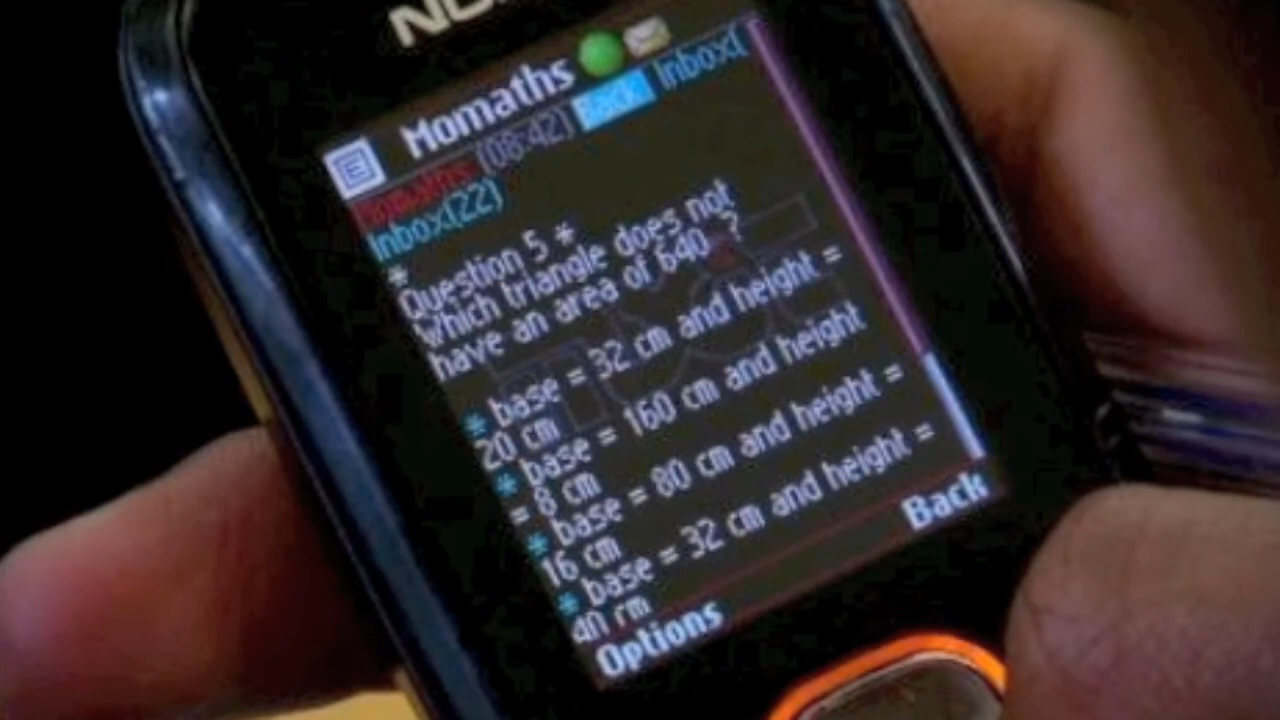 Momaths
(08:42) Back Inbox(
Inbox(22)
*
Question 5 *
Which triangle does not
have an area of 640 ?
* base = 32 cm and height =
20 cm
* base = 160 cm and height
= 8 cm
* base = 80 cm and height =
16 cm
* base = 32 cm and height =
40 cm
Options
Back